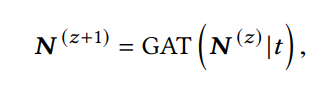 N^{(z+1)} = GAT(N^{(z)}|t),